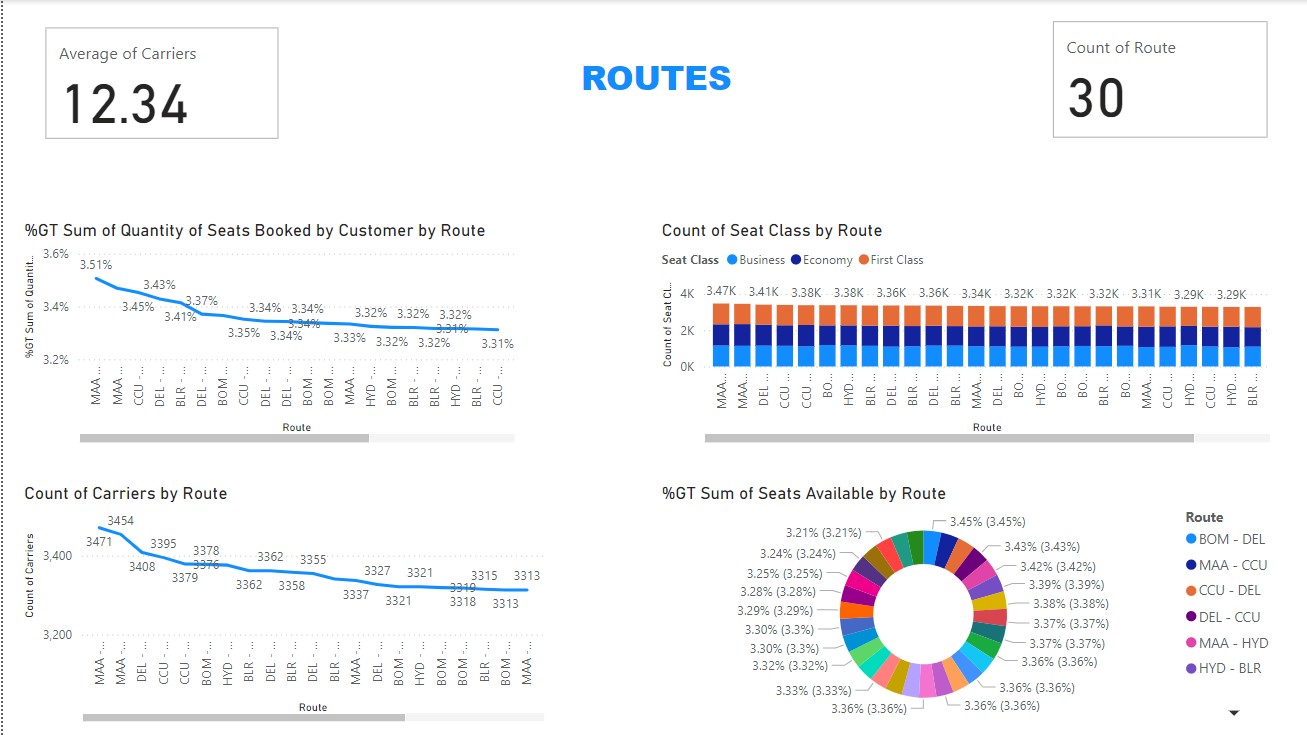 Average of Carriers
12.34
ROUTES
Count of Route
30
%GT Sum of Quantity of Seats Booked by Customer by Route
%GT Sum of Quantit...
3.6%
3.4%
3.2%
3.51%
3.45%
3.43%
3.41%
3.37%
3.35%
3.34%
3.34%
3.34%
3.34%
3.33%
3.32%
3.32%
3.32%
3.32%
3.32%
3.31%
3.31%
MAA ...
MAA ...
CCU - ...
DEL - ...
BLR - ...
DEL - ...
BOM ...
CCU - ...
DEL - ...
DEL - ...
BOM ...
BOM ...
MAA ...
HYD - ...
BOM ...
BLR - ...
BLR - ...
HYD - ...
BLR - ...
CCU - ...
Route
Count of Seat Class by Route
Seat Class Business Economy First Class
Count of Seat Cl...
4K
2K
0K
3.47K 3.41K 3.38K 3.38K 3.36K 3.36K 3.34K 3.32K 3.32K 3.32K 3.31K 3.29K 3.29K
MAA...
MAA...
DEL ...
CCU ...
CCU ...
BO...
HYD...
BLR ...
DEL ...
BLR ...
DEL ...
BLR ...
MAA...
DEL ...
BO...
HYD...
BO...
BO...
BLR ...
BO...
MAA...
CCU ...
HYD...
CCU ...
HYD...
BLR ...
Route
Count of Carriers by Route
Count of Carriers
3,400
3,200
3471
3454
3408
3395
3379
3378
3376
3362
3362
3358
3355
3337
3327
3321
3321
3319
3318
3315
3313
3313
MAA -...
MAA -...
DEL -...
CCU -...
CCU -...
BOM -...
HYD -...
BLR -...
DEL -...
BLR -...
DEL -...
BLR -...
MAA -...
DEL -...
BOM -...
HYD -...
BOM -...
BOM -...
BLR -...
BOM -...
MAA -...
Route
%GT Sum of Seats Available by Route
3.45% (3.45%)
3.43% (3.43%)
3.42% (3.42%)
3.39% (3.39%)
3.38% (3.38%)
3.37% (3.37%)
3.37% (3.37%)
3.36% (3.36%)
3.36% (3.36%)
3.36% (3.36%)
3.36% (3.36%)
3.33% (3.33%)
3.32% (3.32%)
3.30% (3.3%)
3.30% (3.3%)
3.29% (3.29%)
3.28% (3.28%)
3.25% (3.25%)
3.24% (3.24%)
3.21% (3.21%)
Route
BOM - DEL
MAA - CCU
CCU - DEL
DEL - CCU
MAA - HYD
HYD - BLR